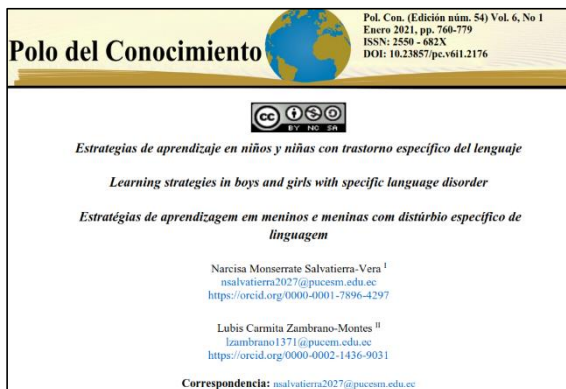 Polo del Conocimiento
Pol. Con. (Edición núm. 54) Vol. 6, No 1
Enero 2021, pp. 760-779
ISSN: 2550 - 682X
DOI: 10.23857/pc.v6i1.2176
cc
BY NC SA
Estrategias de aprendizaje en niños y niñas con trastorno específico del lenguaje
Learning strategies in boys and girls with specific language disorder
Estratégias de aprendizagem em meninos e meninas com distúrbio específico de
linguagem
Narcisa Monserrate Salvatierra-Vera I
nsalvatierra2027@pucesm.edu.ec
https://orcid.org/0000-0001-7896-4297
Lubis Carmita Zambrano-Montes II
lzambrano1371@pucem.edu.ec
https://orcid.org/0000-0002-1436-9031
Correspondencia: nsalvatierra2027@pucesm.edu.ec